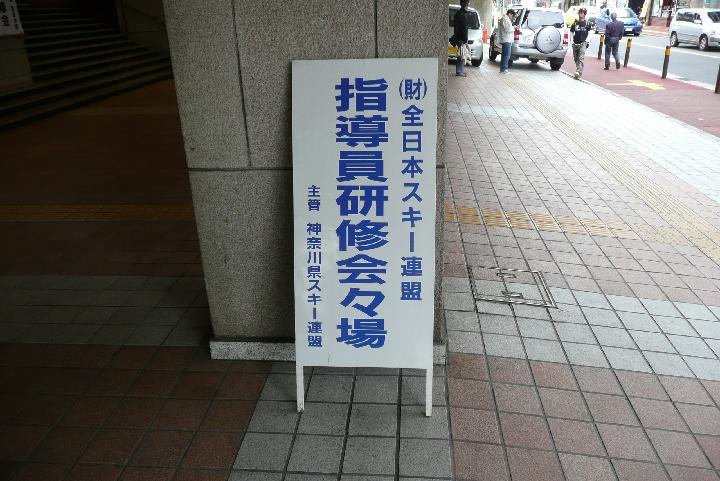 (財)全日本スキー連盟
指導員研修会々場
主管 神奈川県スキー連盟